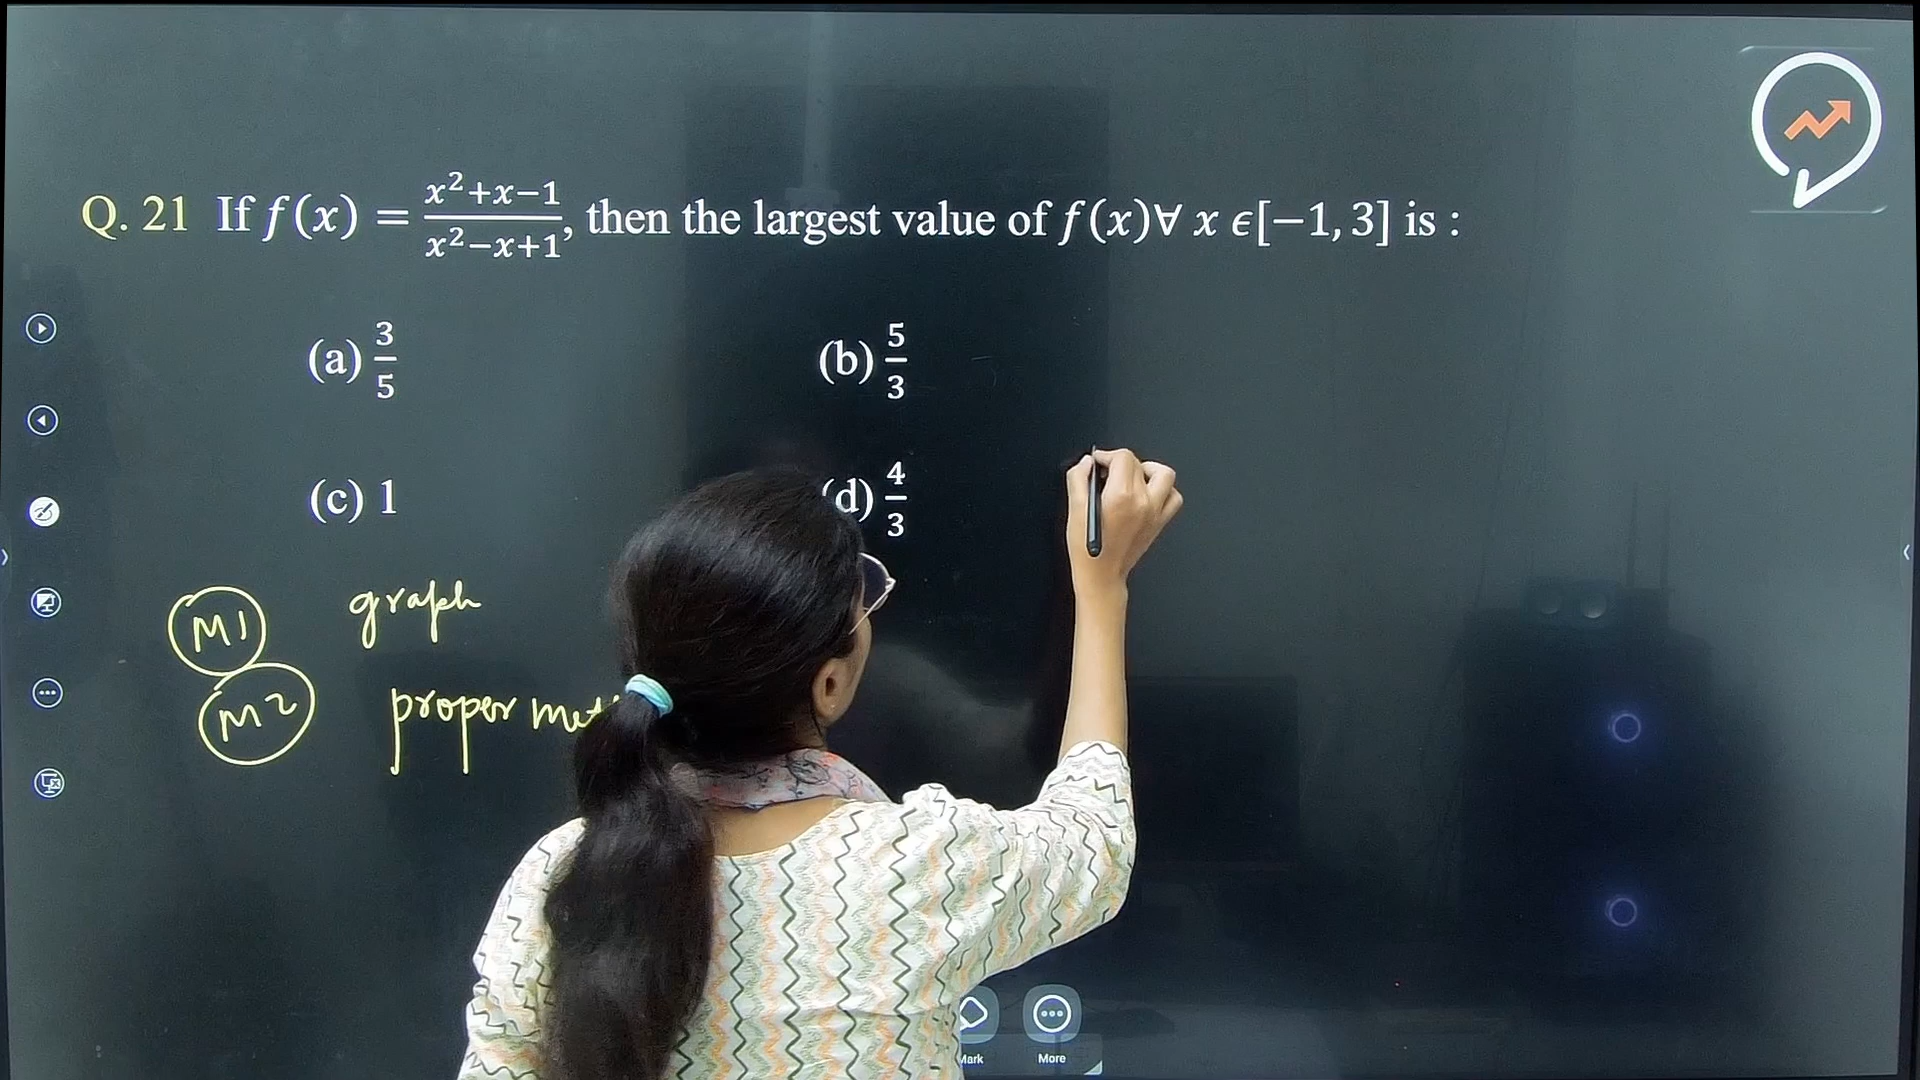 Q. 21 If f(x) = \frac{x²+x−1}{x²−x+1}, then the largest value of f(x)∀ x ϵ[−1, 3] is :
(a) 3/5 (b) 5/3
(c) 1 (d) 4/3
M1 graph
M2 proper
Mark More